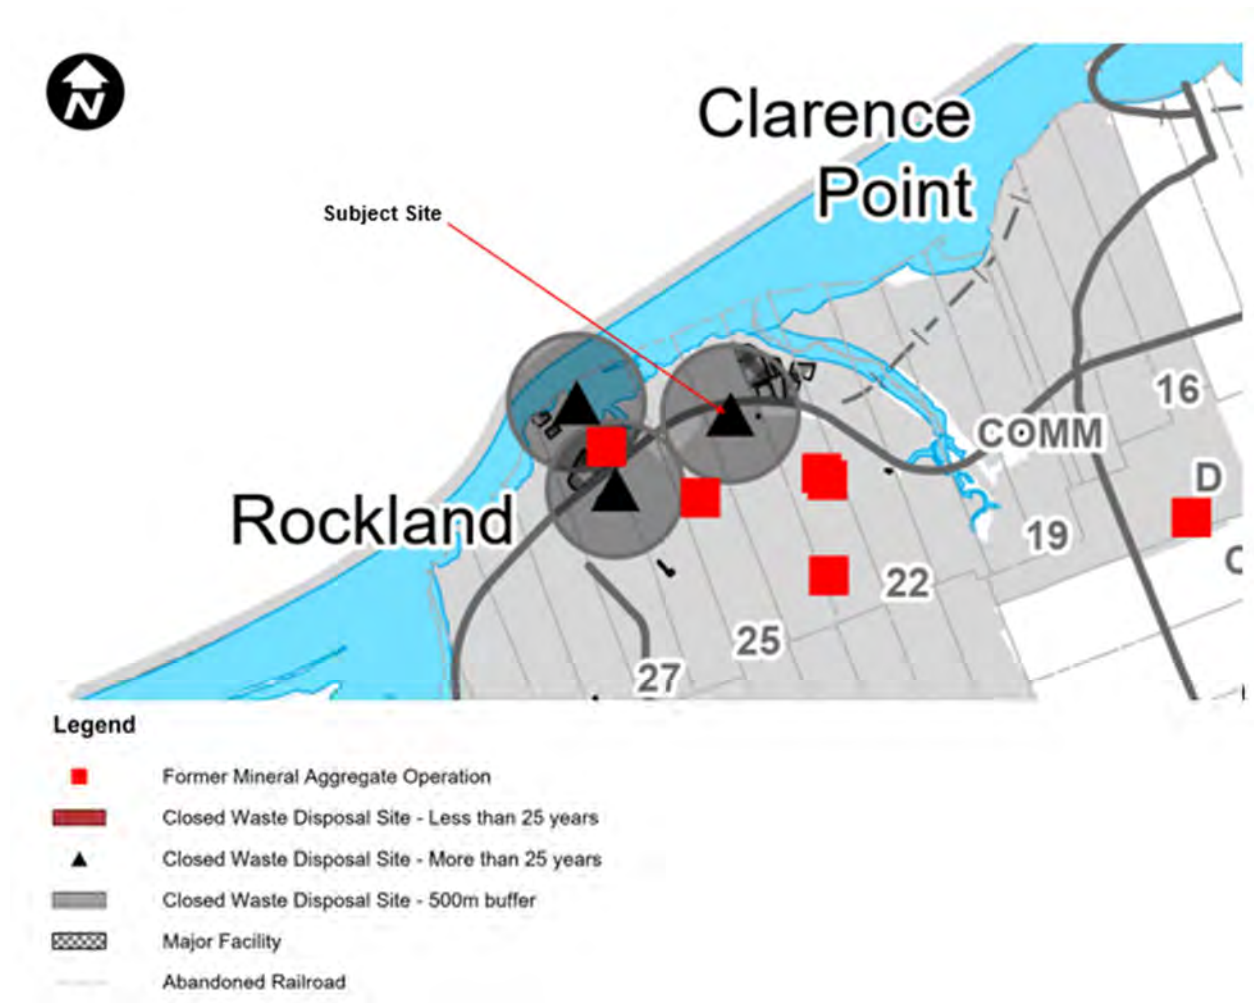 N
Clarence
Point
Subject Site
16
COMM
D
Rockland
19
C
22
25
27
Legend
Former Mineral Aggregate Operation
Closed Waste Disposal Site - Less than 25 years
Closed Waste Disposal Site - More than 25 years
Closed Waste Disposal Site - 500m buffer
Major Facility
Abandoned Railroad